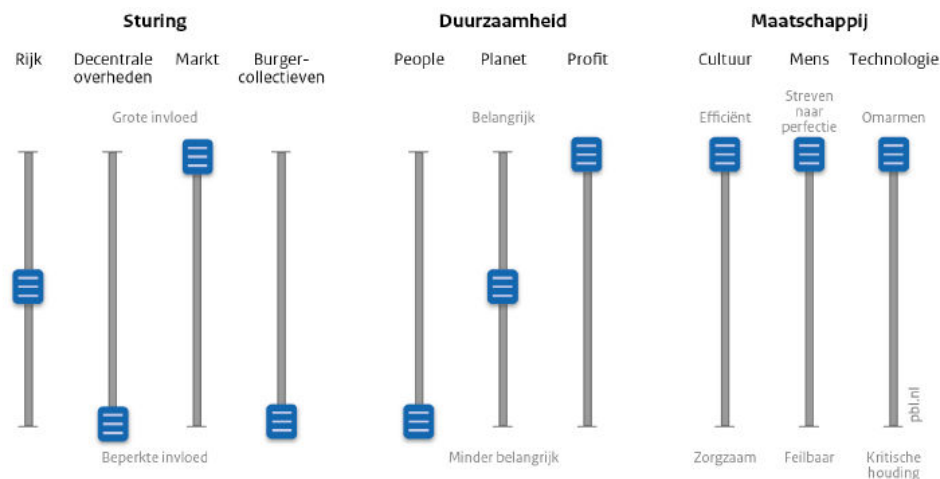 Sturing
Duurzaamheid
Maatschappij
Rijk
Decentrale
overheden
Markt
Burger-
collectieven
People
Planet
Profit
Cultuur
Mens
Technologie
Grote invloed
Belangrijk
Efficiënt
Streven
naar
perfectie
Omarmen
Beperkte invloed
Minder belangrijk
Zorgzaam
Feilbaar
Kritische
houding
pbl.nl